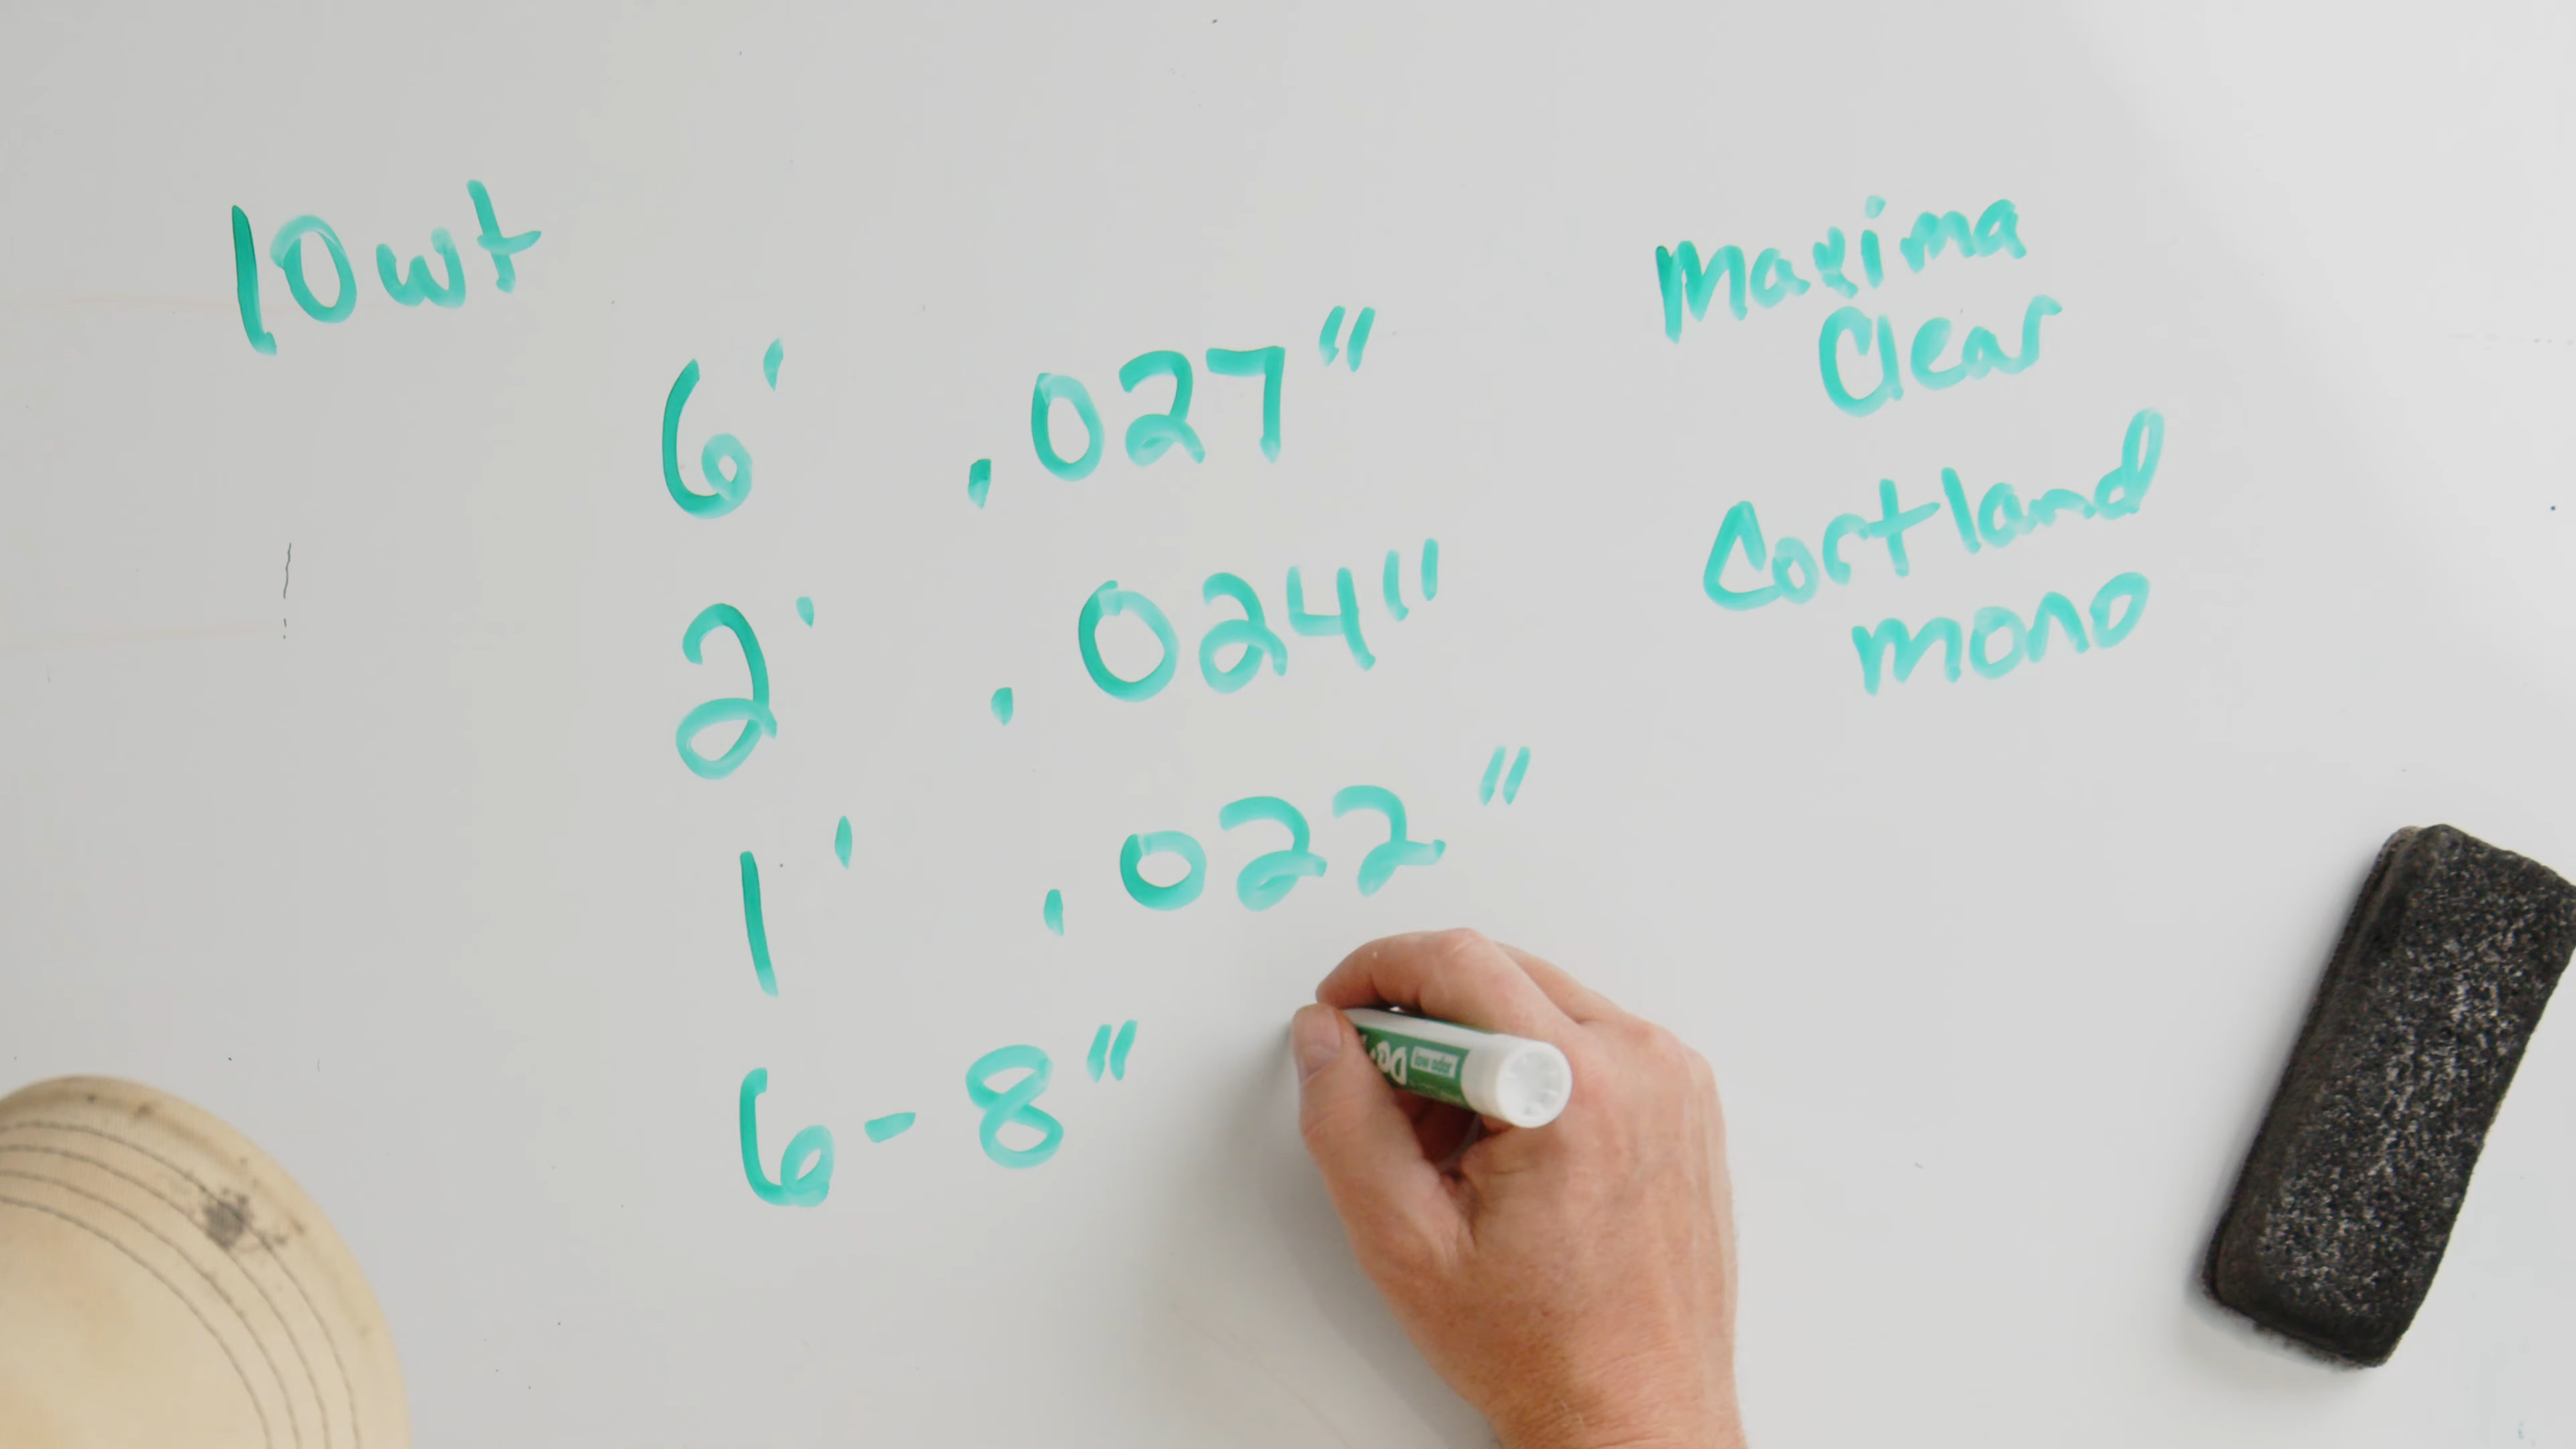 10wt
6' .027"
2' .024"
1' .022"
6-8"
Maxima
Clear
Cortland
mono